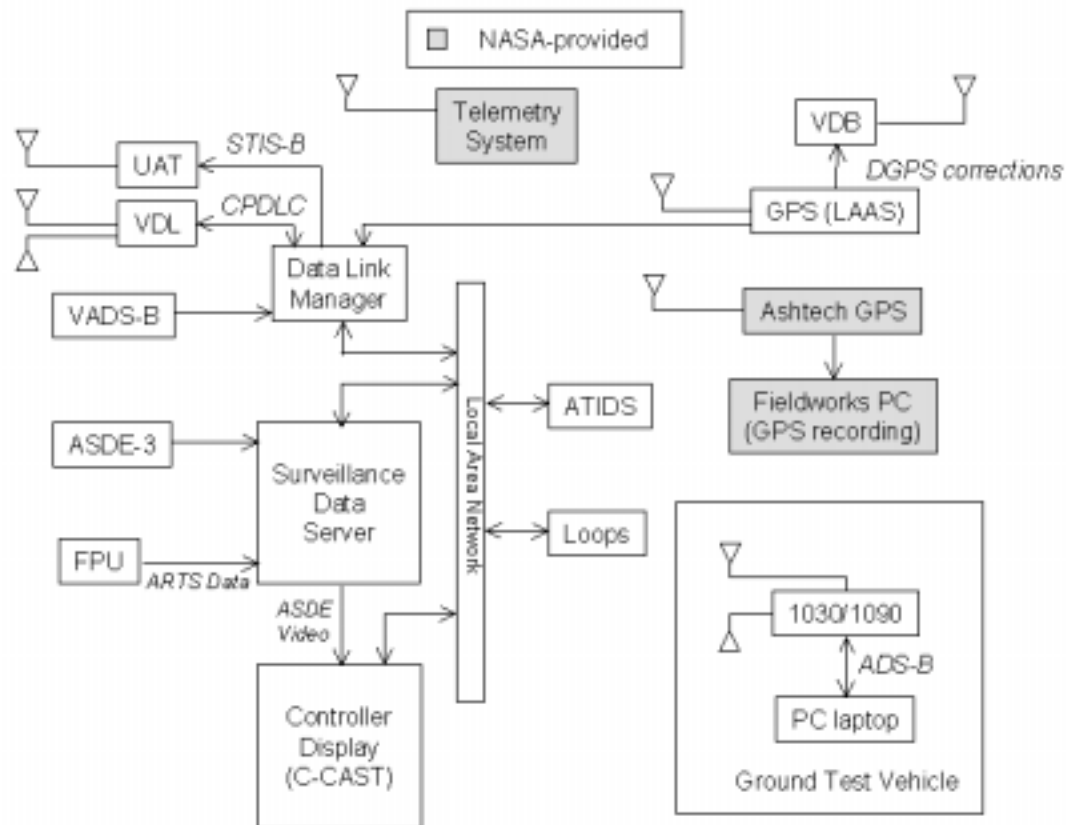 NASA-provided
Telemetry
System
VDB
STIS-B
UAT
DGPS corrections
CPDLC
VDL
GPS (LAAS)
Data Link
Manager
VADS-B
Ashtech GPS
Fieldworks PC
(GPS recording)
ATIDS
Local Area Network
ASDE-3
Surveillance
Data
Server
Loops
FPU
ARTS Data
ASDE
Video
1030/1090
ADS-B
PC laptop
Controller
Display
(C-CAST)
Ground Test Vehicle